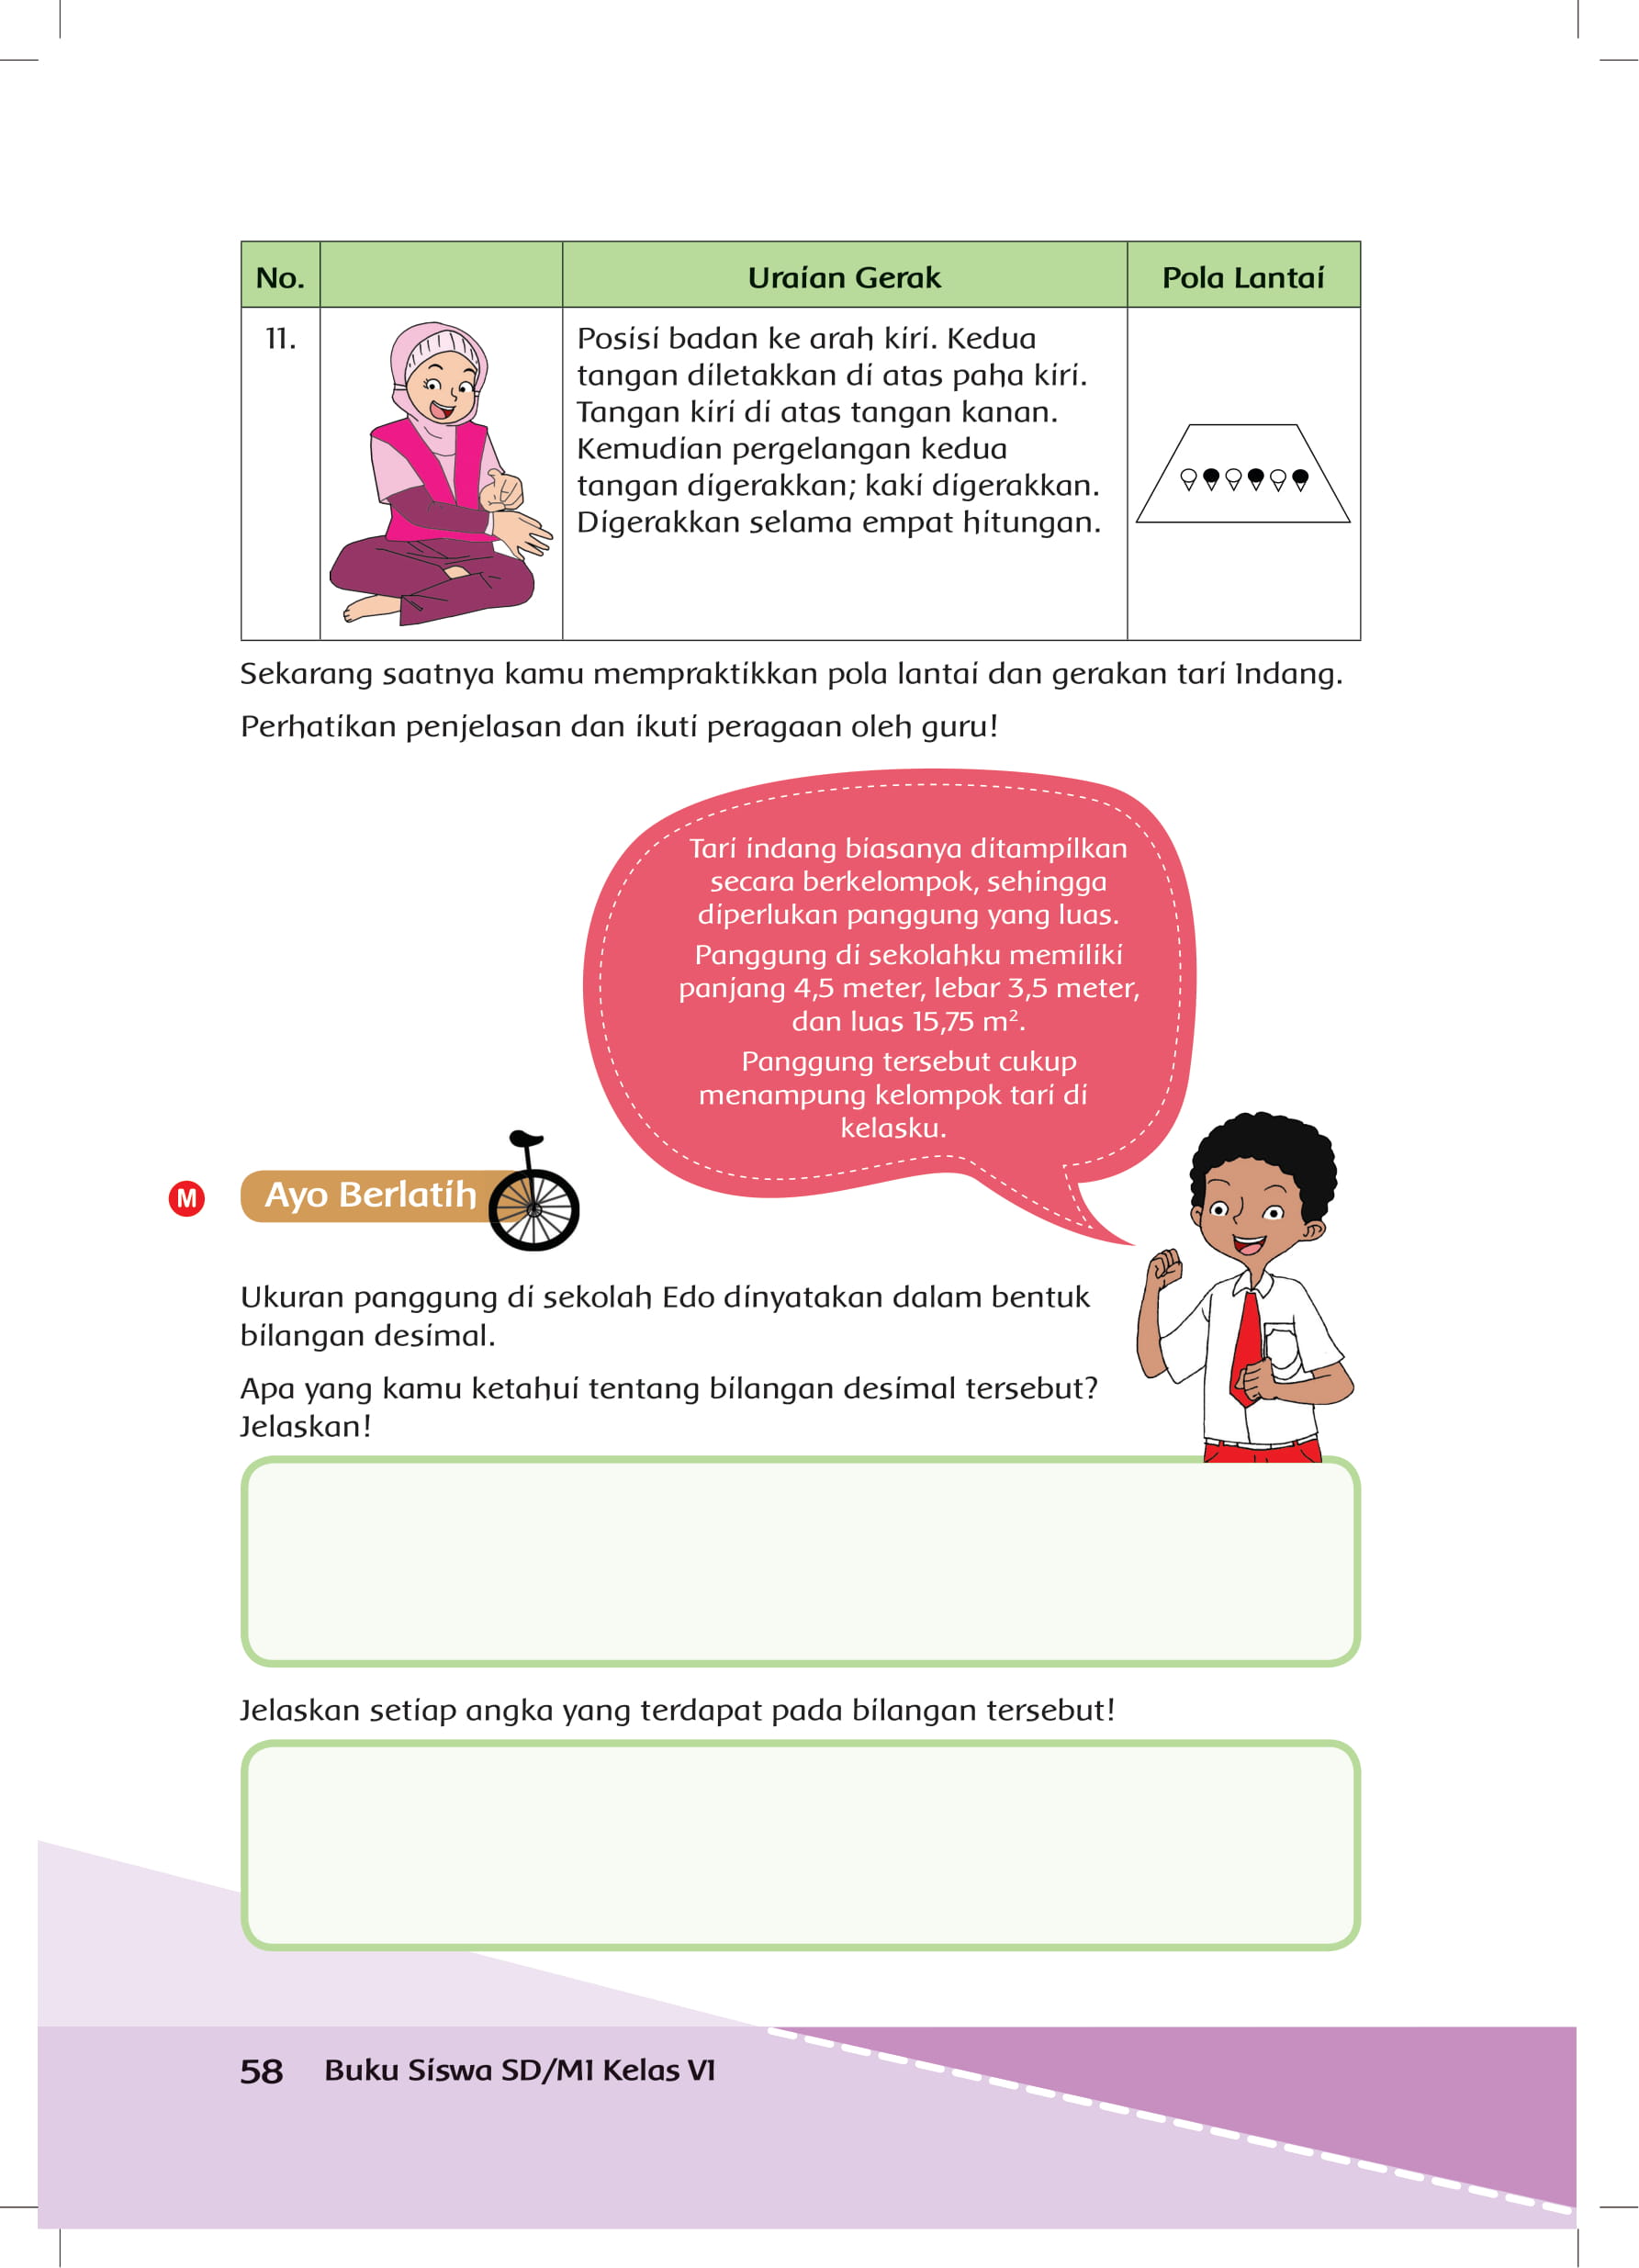 No.
Uraian Gerak
Pola Lantai
11.
Posisi badan ke arah kiri. Kedua
tangan diletakkan di atas paha kiri.
Tangan kiri di atas tangan kanan.
Kemudian pergelangan kedua
tangan digerakkan; kaki digerakkan.
Digerakkan selama empat hitungan.
Sekarang saatnya kamu mempraktikkan pola lantai dan gerakan tari Indang.
Perhatikan penjelasan dan ikuti peragaan oleh guru!
Tari indang biasanya ditampilkan
secara berkelompok, sehingga
diperlukan panggung yang luas.
Panggung di sekolahku memiliki
panjang 4,5 meter, lebar 3,5 meter,
dan luas 15,75 m².
Panggung tersebut cukup
menampung kelompok tari di
kelasku.
M
Ayo Berlatih
Ukuran panggung di sekolah Edo dinyatakan dalam bentuk
bilangan desimal.
Apa yang kamu ketahui tentang bilangan desimal tersebut?
Jelaskan!
Jelaskan setiap angka yang terdapat pada bilangan tersebut!
58 Buku Siswa SD/MI Kelas VI